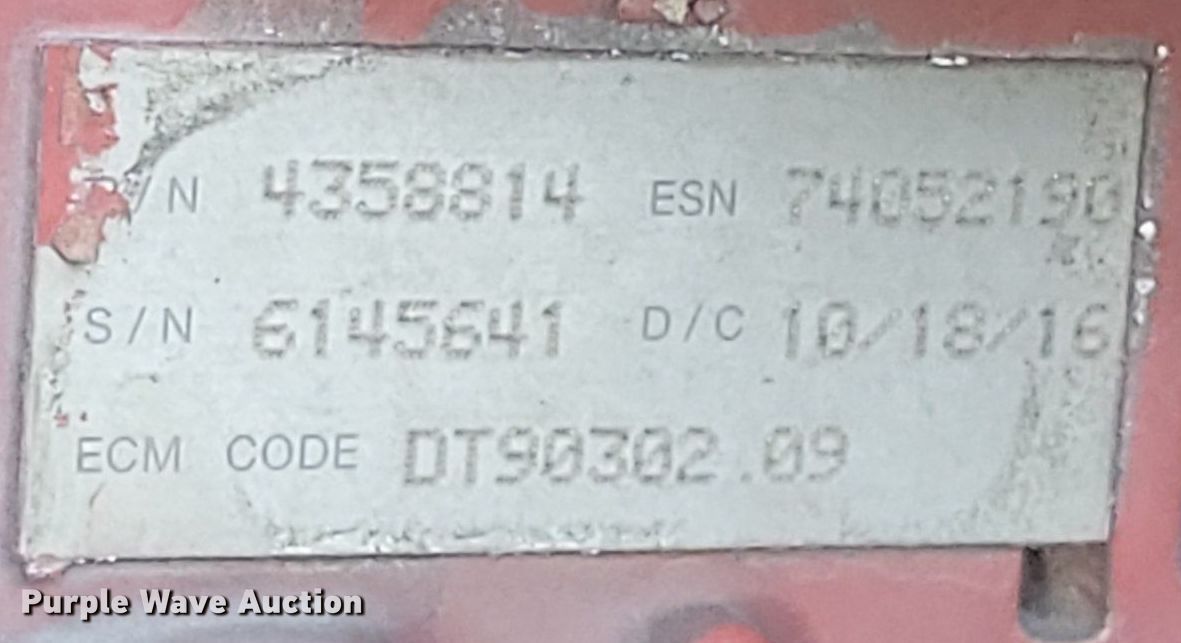 P/N 4358814 ESN 74052190
S/N 6145641 D/C 10/18/16
ECM CODE DT90302.09
Purple Wave Auction